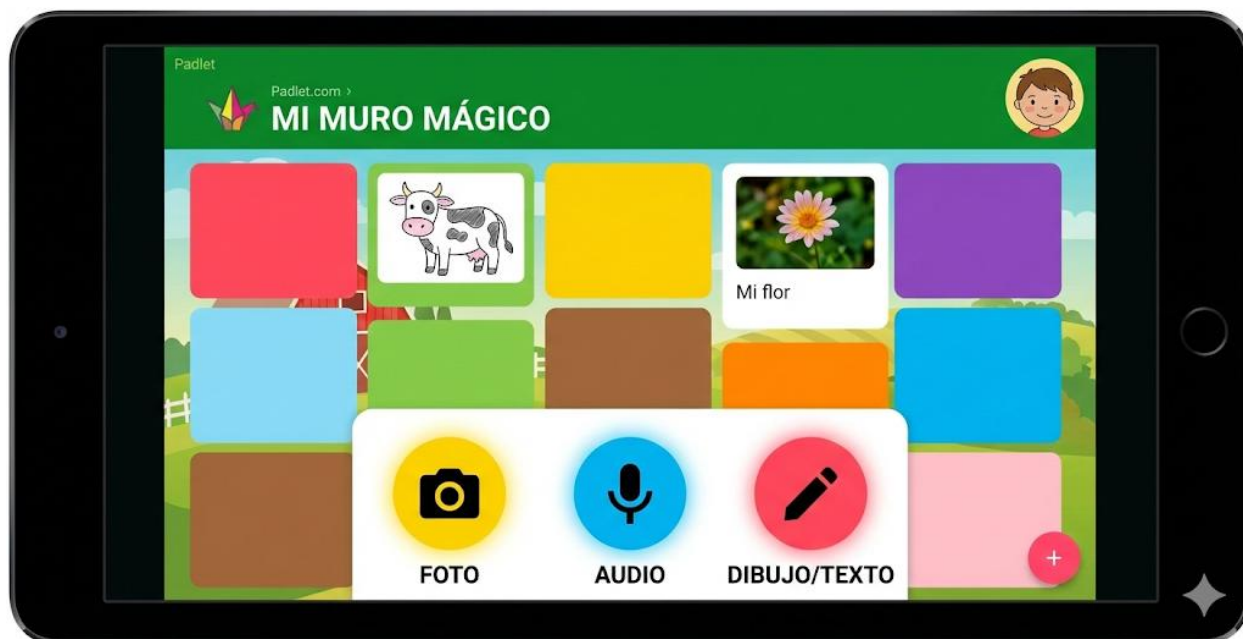 Padlet
Padlet.com ›
MI MURO MÁGICO
Mi flor
FOTO
AUDIO
DIBUJO/TEXTO
+